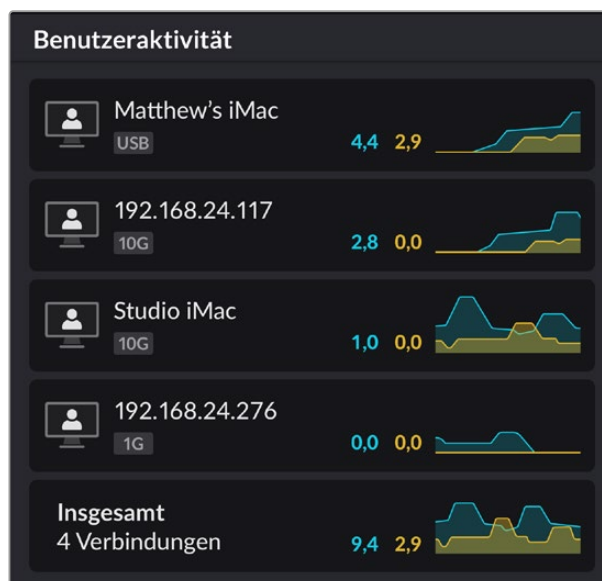 Benutzeraktivität
Matthew's iMac
USB
4,4 2,9
192.168.24.117
10G
2,8 0,0
Studio iMac
10G
1,0 0,0
192.168.24.276
1G
0,0 0,0
Insgesamt
4 Verbindungen
9,4 2,9